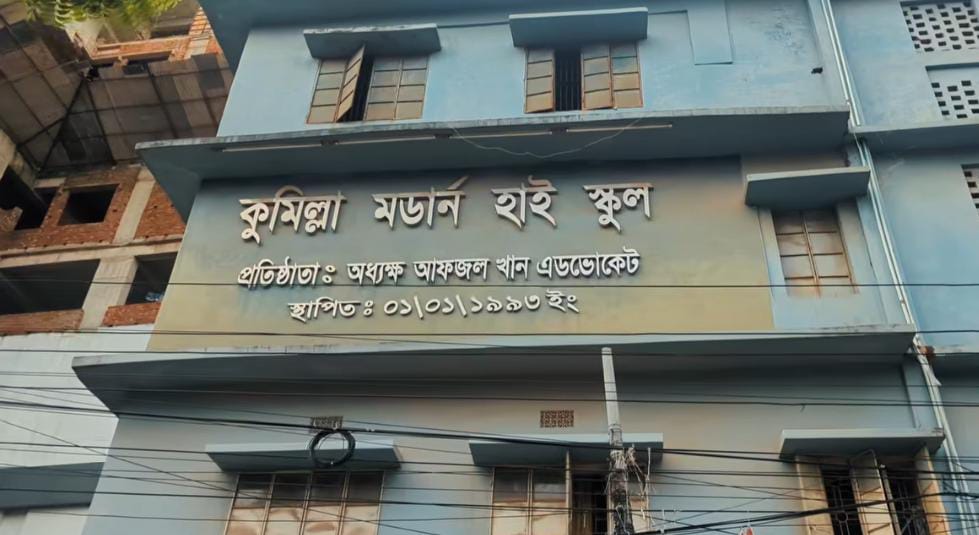 কুমিল্লা মডার্ন হাই স্কুল
প্রতিষ্ঠাতা ঃ অধ্যক্ষ আফজল খান এডভোকেট
স্থাপিত ঃ ০১\০১\১৯৯৩ ইং